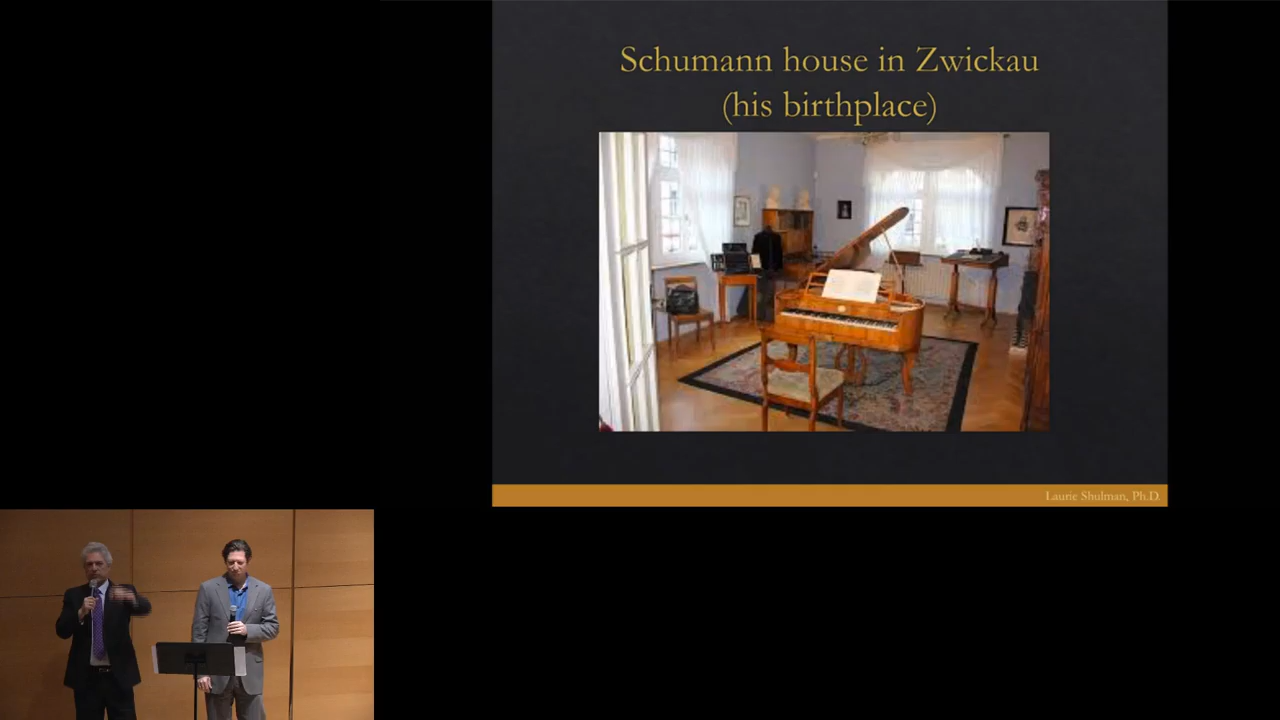 Schumann house in Zwickau
(his birthplace)
Laurie Shulman, Ph.D.